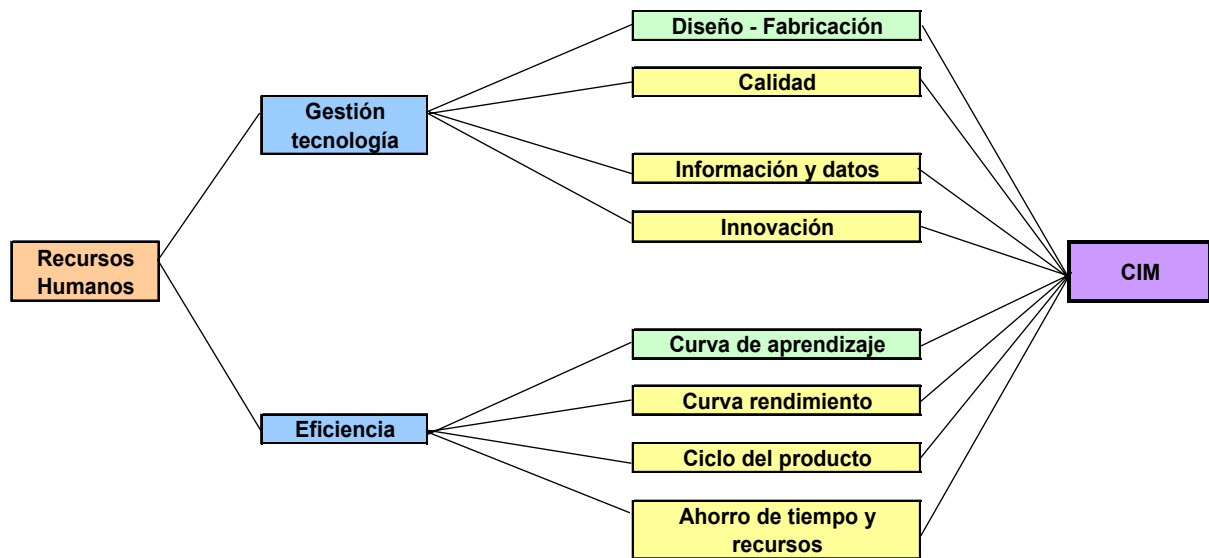 Diseño - Fabricación
Calidad
Gestión
tecnología
Información y datos
Innovación
Recursos
Humanos
CIM
Curva de aprendizaje
Curva rendimiento
Eficiencia
Ciclo del producto
Ahorro de tiempo y
recursos